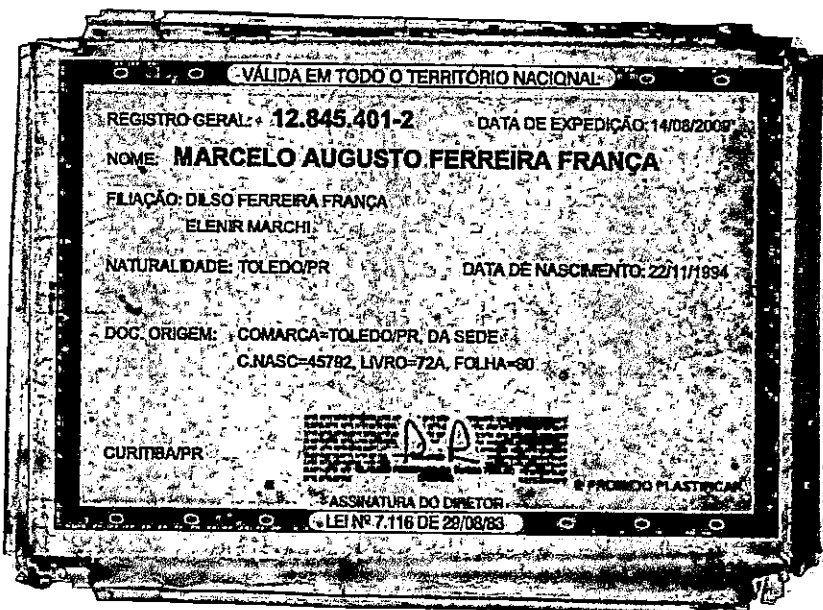 VÁLIDA EM TODO O TERRITÓRIO NACIONAL
REGISTRO GERAL: 12.845.401-2 DATA DE EXPEDIÇÃO: 14/08/2009
NOME: MARCELO AUGUSTO FERREIRA FRANÇA
FILIAÇÃO: DILSO FERREIRA FRANÇA
ELENIR MARCHI
NATURALIDADE: TOLEDO/PR DATA DE NASCIMENTO: 22/11/1994
DOC. ORIGEM: COMARCA=TOLEDO/PR, DA SEDE
C.NASC=45792, LIVRO=72A, FOLHA=80
CURITIBA/PR
É PROIBIDO PLASTIFICAR
ASSINATURA DO DIRETOR
LEI Nº 7.116 DE 29/08/83